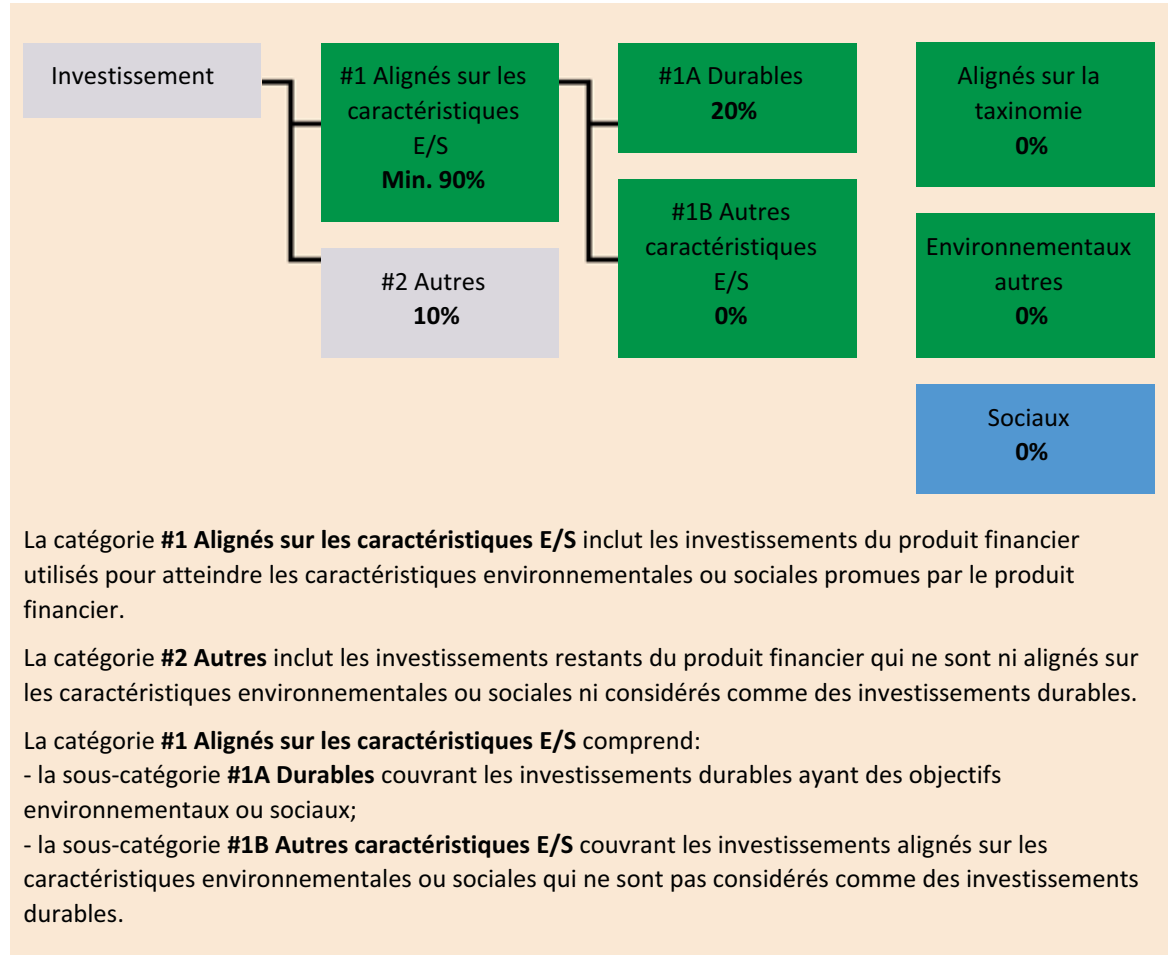 Investissement
#1 Alignés sur les
caractéristiques
E/S
Min. 90%
#2 Autres
10%
#1A Durables
20%
#1B Autres
caractéristiques
E/S
0%
Alignés sur la
taxinomie
0%
Environnementaux
autres
0%
Sociaux
0%
La catégorie #1 Alignés sur les caractéristiques E/S inclut les investissements du produit financier
utilisés pour atteindre les caractéristiques environnementales ou sociales promues par le produit
financier.
La catégorie #2 Autres inclut les investissements restants du produit financier qui ne sont ni alignés sur
les caractéristiques environnementales ou sociales ni considérés comme des investissements durables.
La catégorie #1 Alignés sur les caractéristiques E/S comprend:
- la sous-catégorie #1A Durables couvrant les investissements durables ayant des objectifs
environnementaux ou sociaux;
- la sous-catégorie #1B Autres caractéristiques E/S couvrant les investissements alignés sur les
caractéristiques environnementales ou sociales qui ne sont pas considérés comme des investissements
durables.